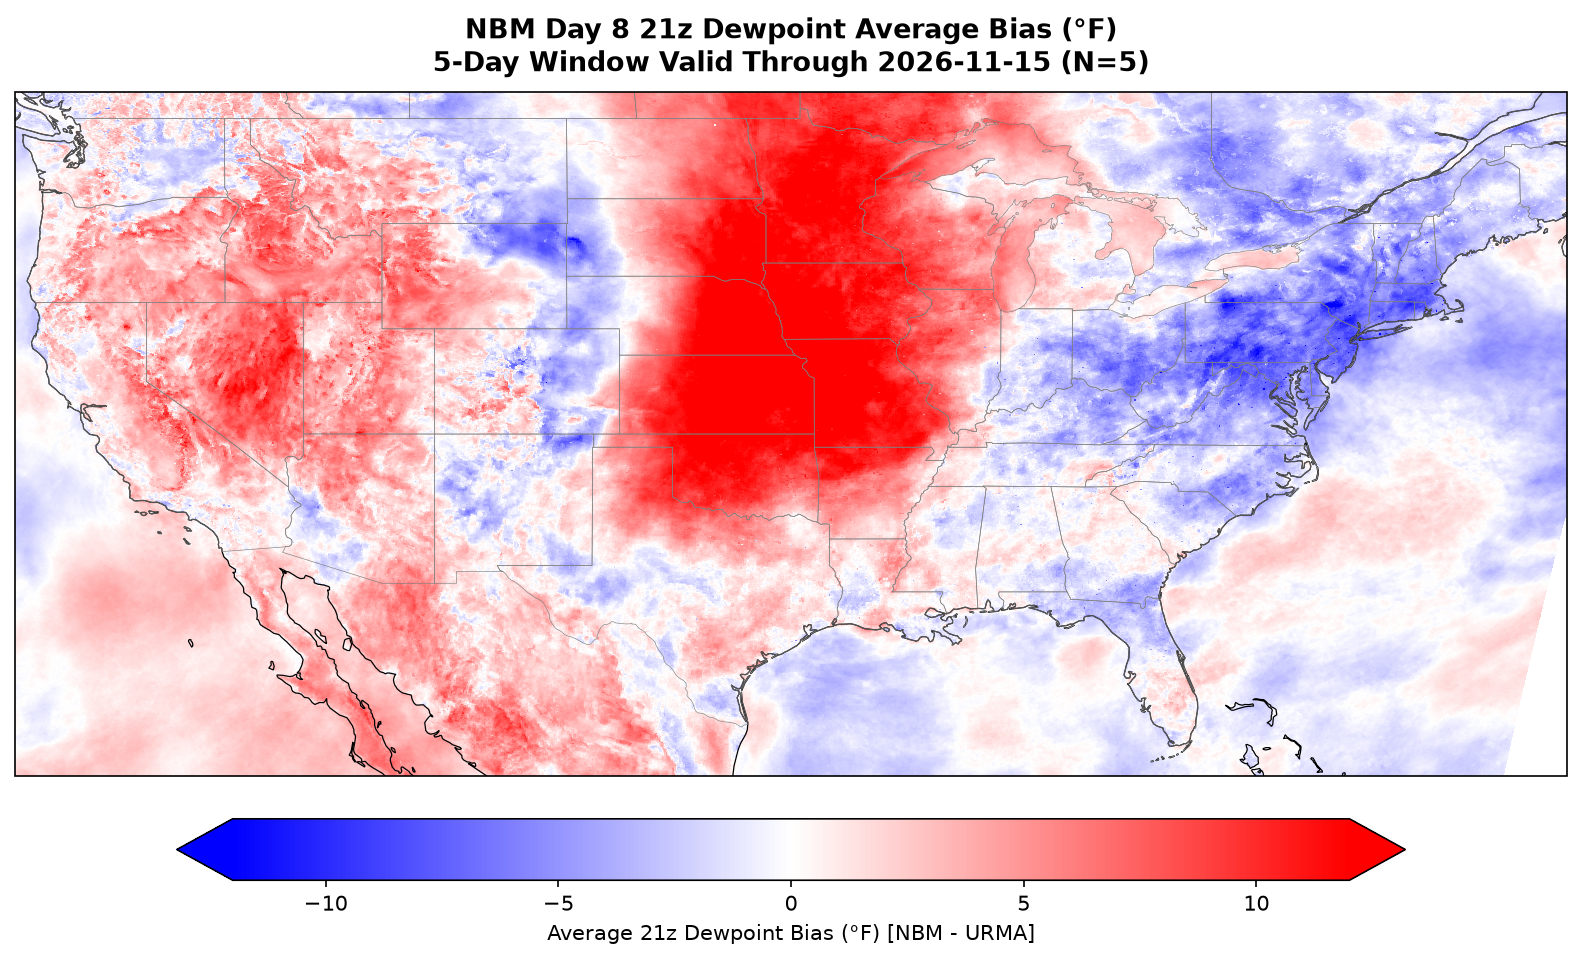 NBM Day 8 21z Dewpoint Average Bias (°F)
5-Day Window Valid Through 2026-11-15 (N=5)
−10
−5
0
5
10
Average 21z Dewpoint Bias (°F) [NBM - URMA]